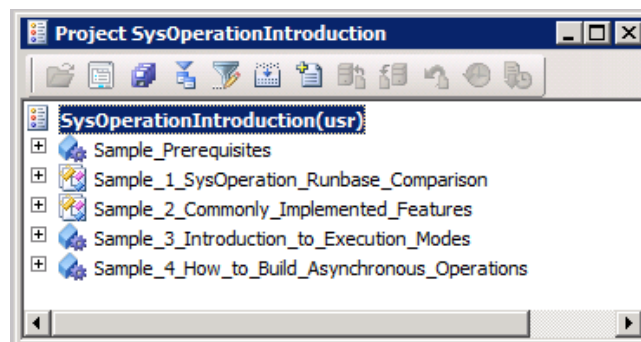 Project SysOperationIntroduction
SysOperationIntroduction(usr)
Sample_Prerequisites
Sample_1_SysOperation_Runbase_Comparison
Sample_2_Commonly_Implemented_Features
Sample_3_Introduction_to_Execution_Modes
Sample_4_How_to_Build_Asynchronous_Operations